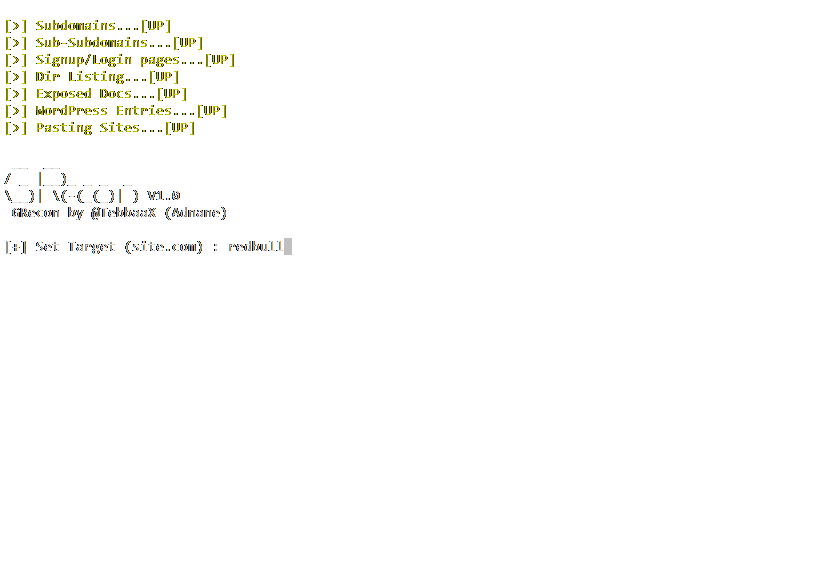 [>] Subdomains...[UP]
[>] Sub-Subdomains...[UP]
[>] Signup/Login pages...[UP]
[>] Dir Listing...[UP]
[>] Exposed Docs...[UP]
[>] WordPress Entries...[UP]
[>] Pasting Sites...[UP]
V1.0
GRecon by @TebbaaX (Adnane)
[+] Set Target (site.com) : redbull